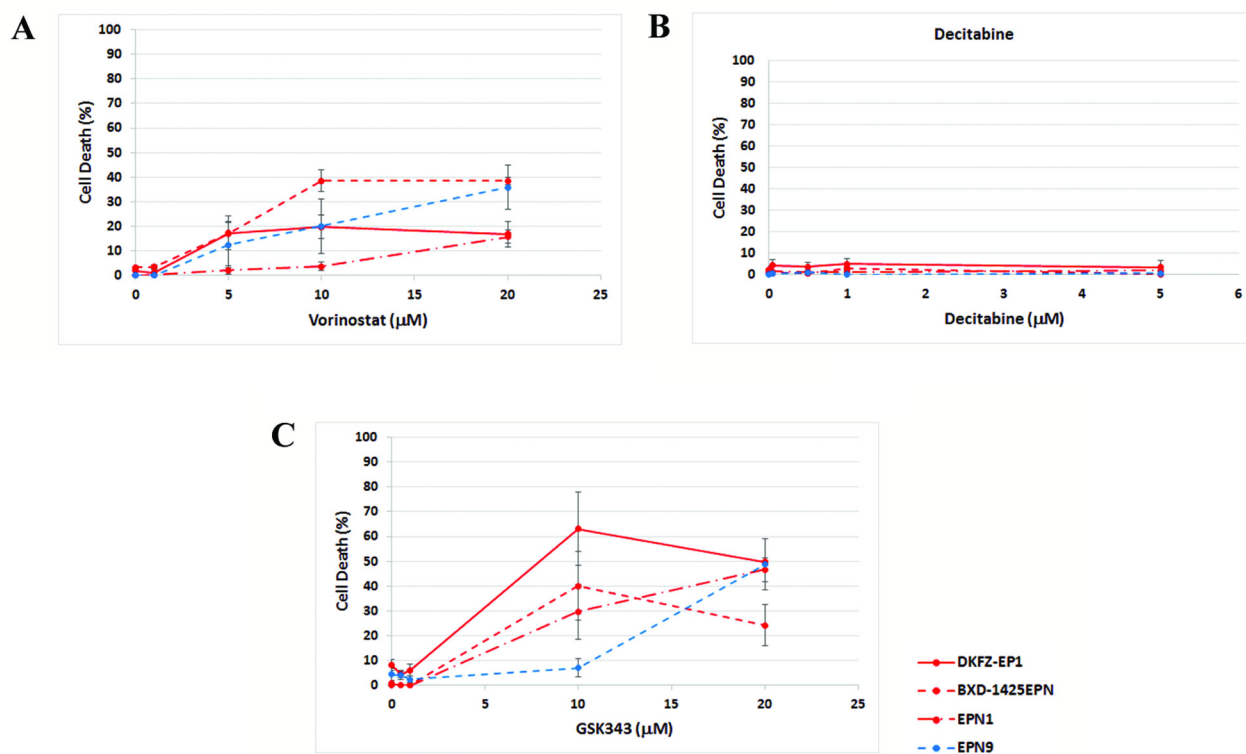 A
100
90
80
70
60
50
40
30
20
10
0
Cell Death (%)
0 5 10 15 20 25
Vorinostat (μM)
B
Decitabine
100
90
80
70
60
50
40
30
20
10
0
Cell Death (%)
0 1 2 3 4 5 6
Decitabine (μM)
C
100
90
80
70
60
50
40
30
20
10
0
Cell Death (%)
0 5 10 15 20 25
GSK343 (μM)
DKFZ-EP1
BXD-1425EPN
EPN1
EPN9